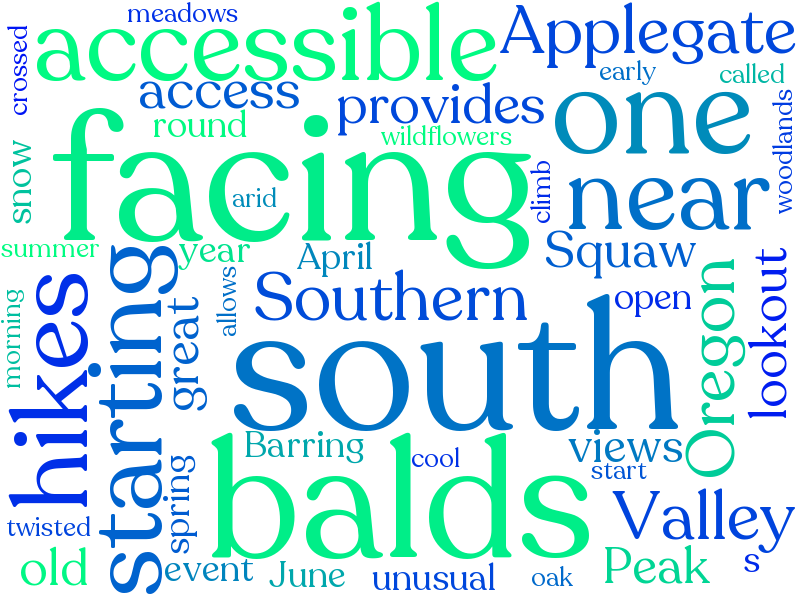 meadows
accessible
Applegate
crossed
access
early
called
provides
round
one
facing
wildflowers
woodlands
snow
arid
climb
near
summer
year
April
Squaw
morning
hikes
starting
great
allows
Southern
open
Oregon
lookout
south
Barring
cool
views
start
balds
spring
twisted
Valley
old
event
June
unusual
oak
Peak
s